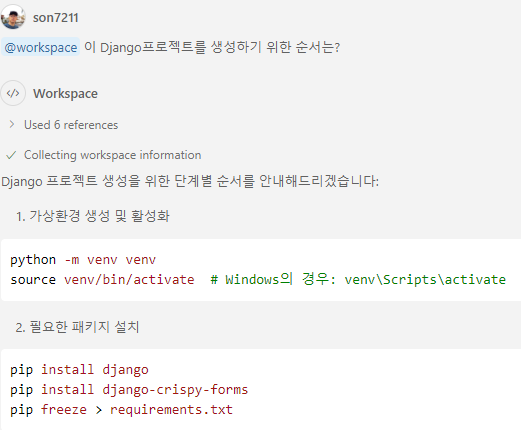 son7211
@workspace 이 Django프로젝트를 생성하기 위한 순서는?
Workspace
Used 6 references
Collecting workspace information
Django 프로젝트 생성을 위한 단계별 순서를 안내해드리겠습니다:
1. 가상환경 생성 및 활성화
python -m venv venv
source venv/bin/activate  # Windows의 경우: venv\Scripts\activate
2. 필요한 패키지 설치
pip install django
pip install django-crispy-forms
pip freeze > requirements.txt